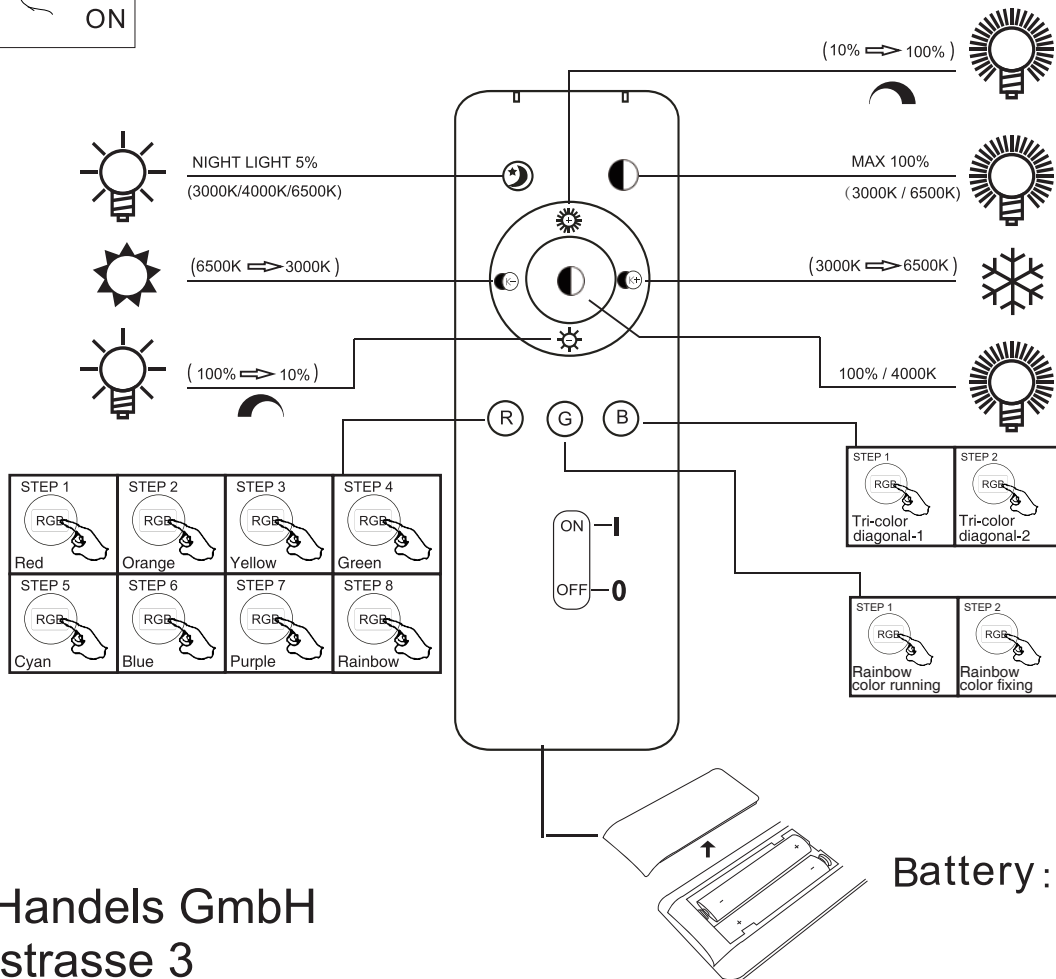 ON
(10% ⇨ 100%)
NIGHT LIGHT 5%
(3000K/4000K/6500K)
MAX 100%
(3000K / 6500K)
(6500K ⇨ 3000K)
(3000K ⇨ 6500K)
K-
K+
(100% ⇨ 10%)
100% / 4000K
R G B
STEP 1
RGB
Red
STEP 2
RGB
Orange
STEP 3
RGB
Yellow
STEP 4
RGB
Green
STEP 5
RGB
Cyan
STEP 6
RGB
Blue
STEP 7
RGB
Purple
STEP 8
RGB
Rainbow
STEP 1
RGB
Tri-color
diagonal-1
STEP 2
RGB
Tri-color
diagonal-2
ON I
OFF 0
STEP 1
RGB
Rainbow
color running
STEP 2
RGB
Rainbow
color fixing
Battery:
Handels GmbH
strasse 3